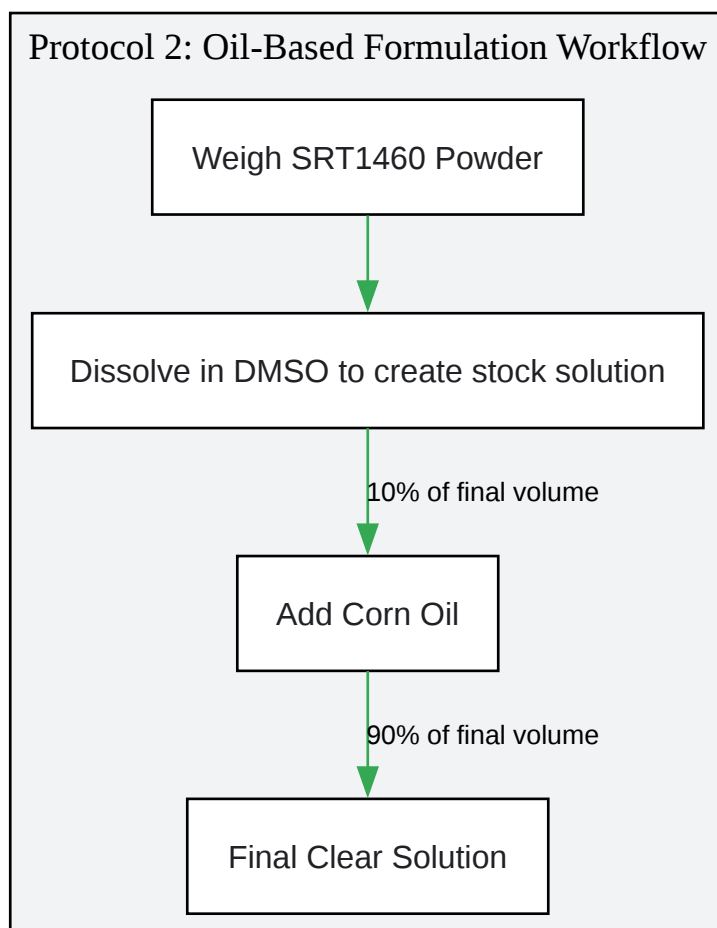 Protocol 2: Oil-Based Formulation Workflow
Weigh SRT1460 Powder
Dissolve in DMSO to create stock solution
10% of final volume
Add Corn Oil
90% of final volume
Final Clear Solution